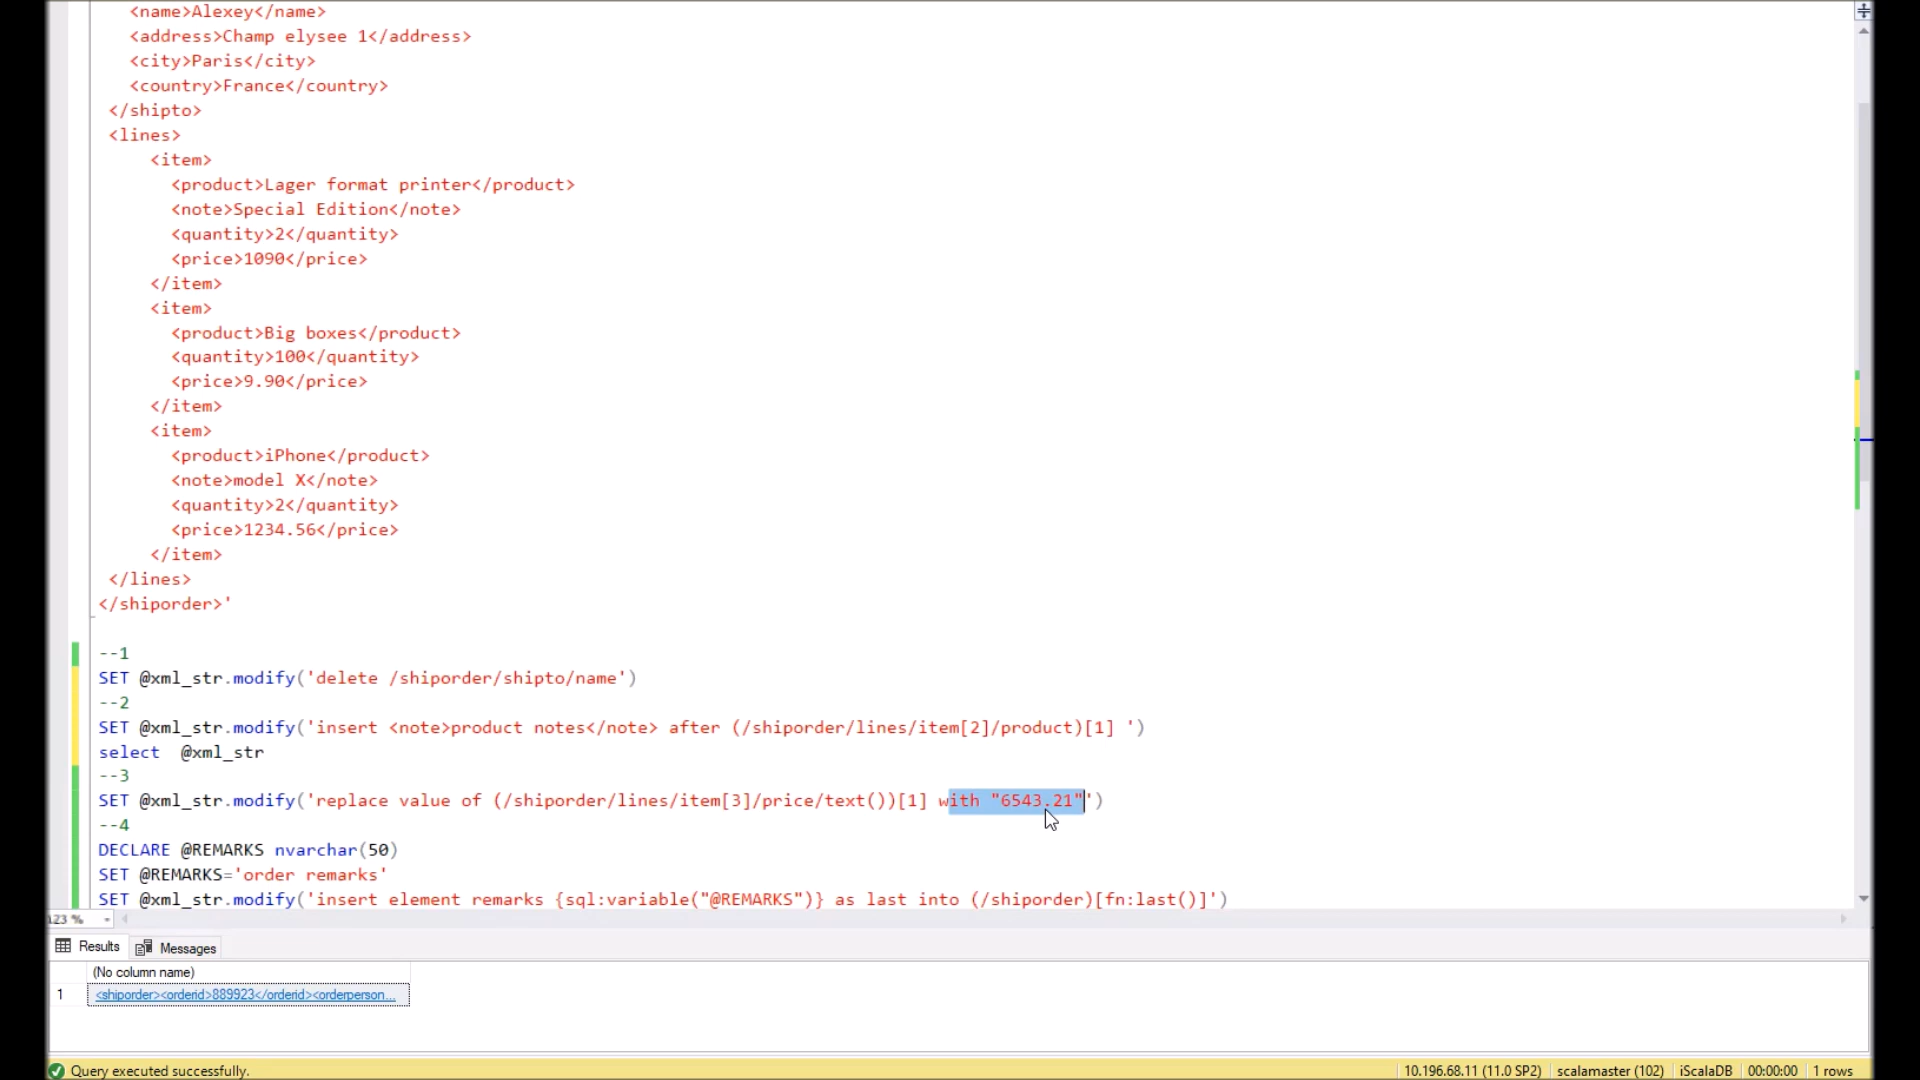 <name>Alexey</name>
<address>Champ elysee 1</address>
<city>Paris</city>
<country>France</country>
</shipto>
<lines>
<item>
<product>Lager format printer</product>
<note>Special Edition</note>
<quantity>2</quantity>
<price>1090</price>
</item>
<item>
<product>Big boxes</product>
<quantity>100</quantity>
<price>9.90</price>
</item>
<item>
<product>iPhone</product>
<note>model X</note>
<quantity>2</quantity>
<price>1234.56</price>
</item>
</lines>
</shiporder>'
--1
SET @xml_str.modify('delete /shiporder/shipto/name')
--2
SET @xml_str.modify('insert <note>product notes</note> after (/shiporder/lines/item[2]/product)[1] ')
select  @xml_str
--3
SET @xml_str.modify('replace value of (/shiporder/lines/item[3]/price/text())[1] with "6543.21"')
--4
DECLARE @REMARKS nvarchar(50)
SET @REMARKS='order remarks'
SET @xml_str.modify('insert element remarks {sql:variable("@REMARKS")} as last into (/shiporder)[fn:last()]')
123 %
Results Messages
(No column name)
1 <shiporder><orderid>889923</orderid><orderperson...
Query executed successfully. 10.196.68.11 (11.0 SP2) scalamaster (102) iScalaDB 00:00:00 1 rows